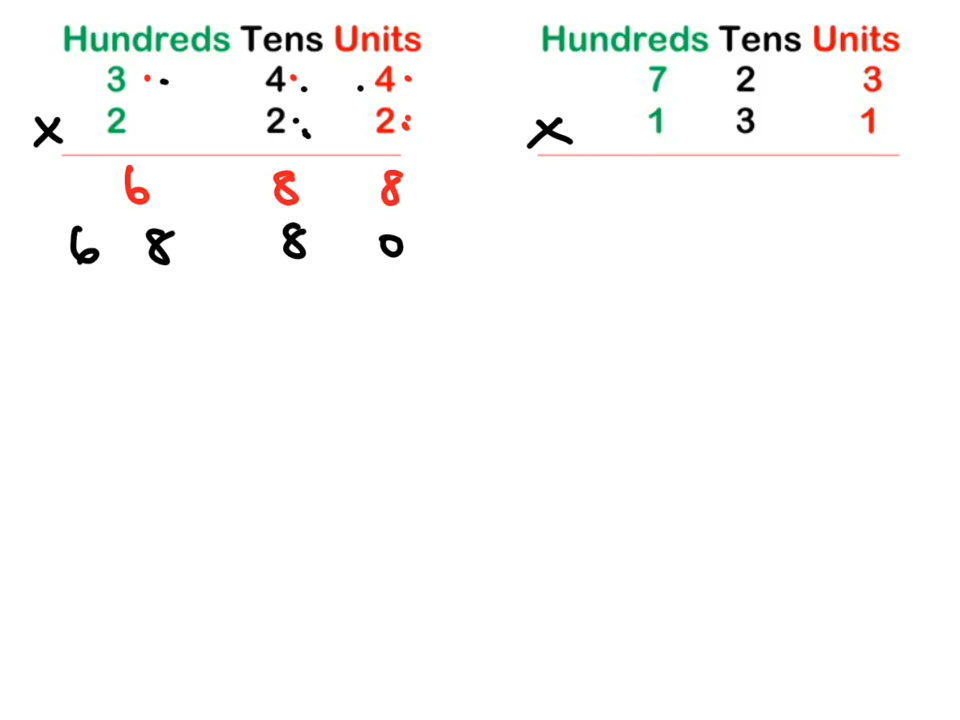 Hundreds Tens Units
3 4 4
× 2 2 2
6 8 8
6 8 8 0
Hundreds Tens Units
7 2 3
× 1 3 1